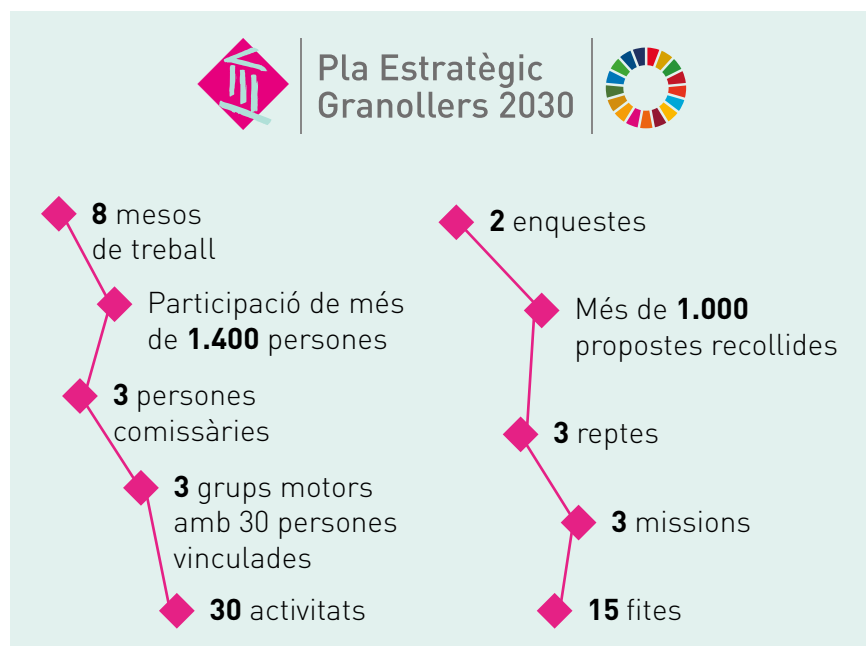 Pla Estratègic
Granollers 2030
8 mesos
de treball
Participació de més
de 1.400 persones
3 persones
comissàries
3 grups motors
amb 30 persones
vinculades
30 activitats
2 enquestes
Més de 1.000
propostes recollides
3 reptes
3 missions
15 fites